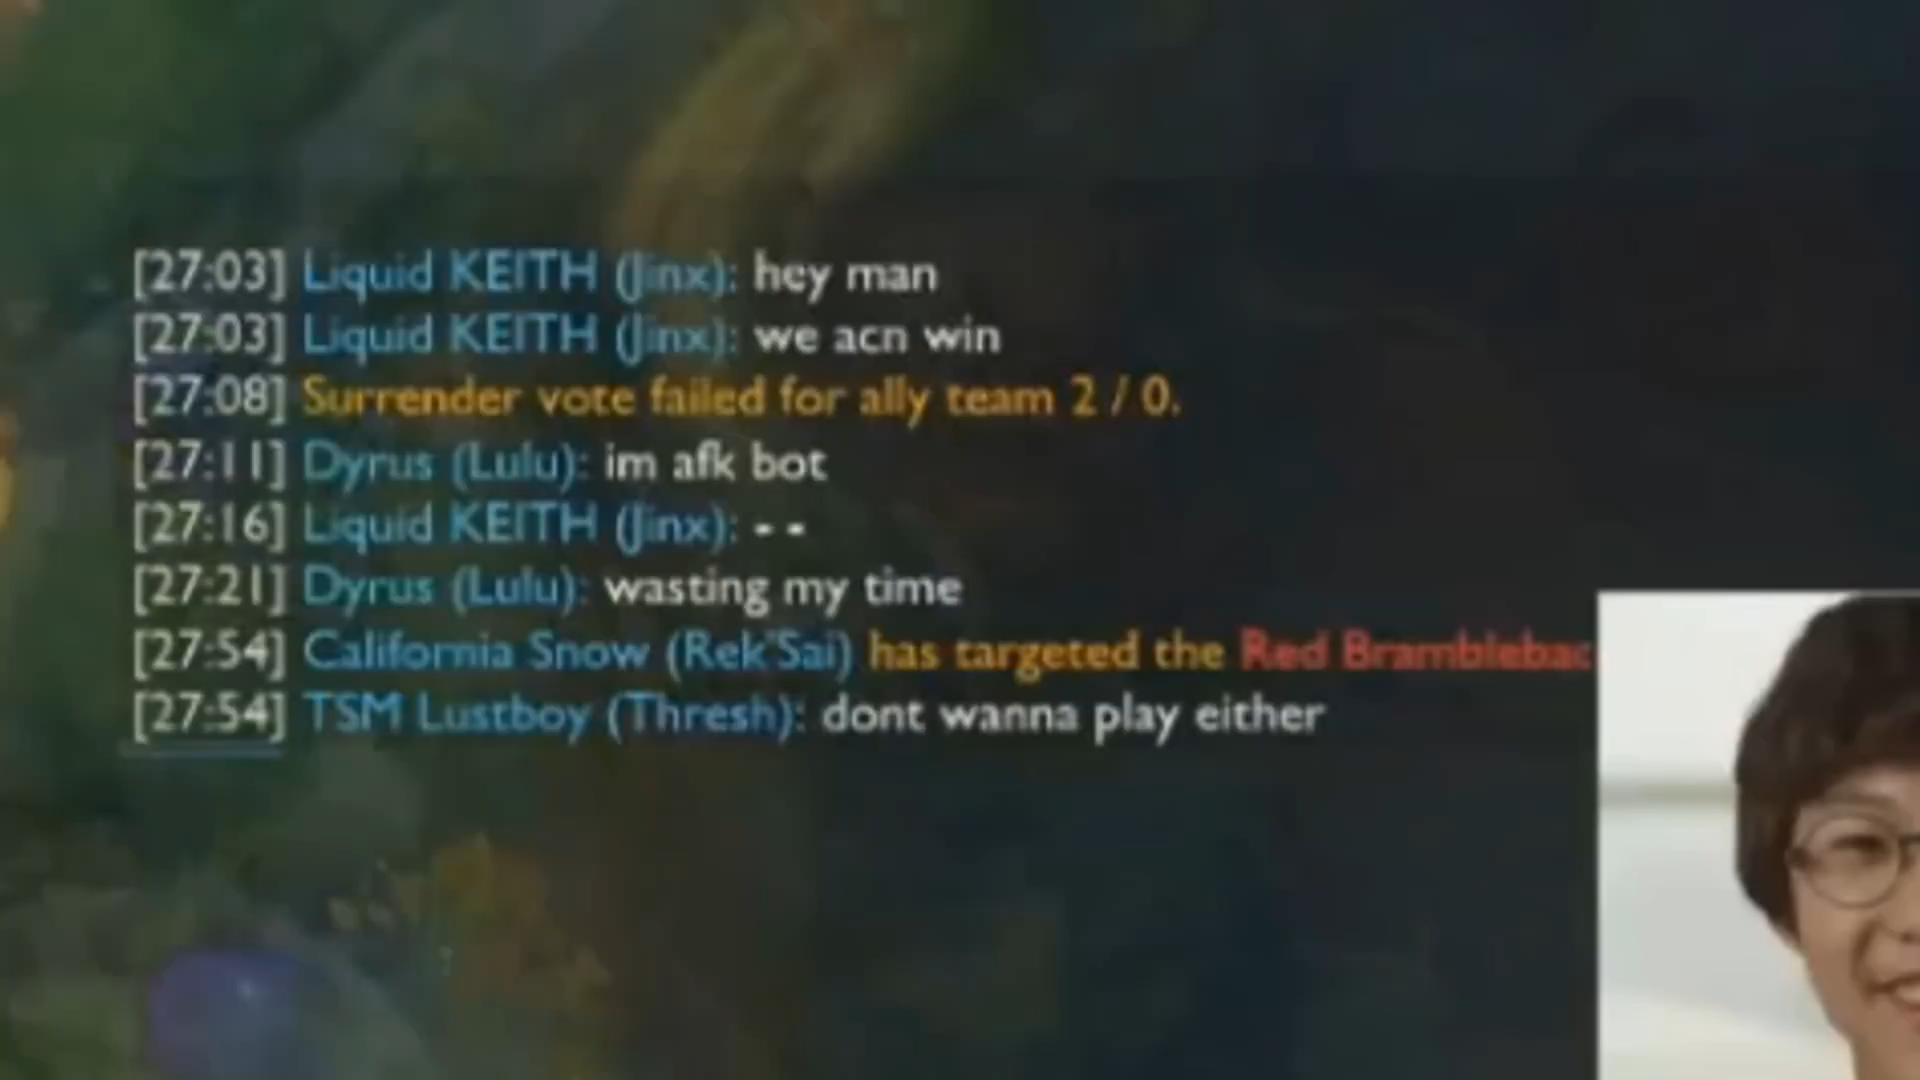 [27:03] Liquid KEITH (Jinx): hey man
[27:03] Liquid KEITH (Jinx): we acn win
[27:08] Surrender vote failed for ally team 2 / 0.
[27:11] Dyrus (Lulu): im afk bot
[27:16] Liquid KEITH (Jinx): - -
[27:21] Dyrus (Lulu): wasting my time
[27:54] California Snow (Rek'Sai) has targeted the Red Bramblebac
[27:54] TSM Lustboy (Thresh): dont wanna play either